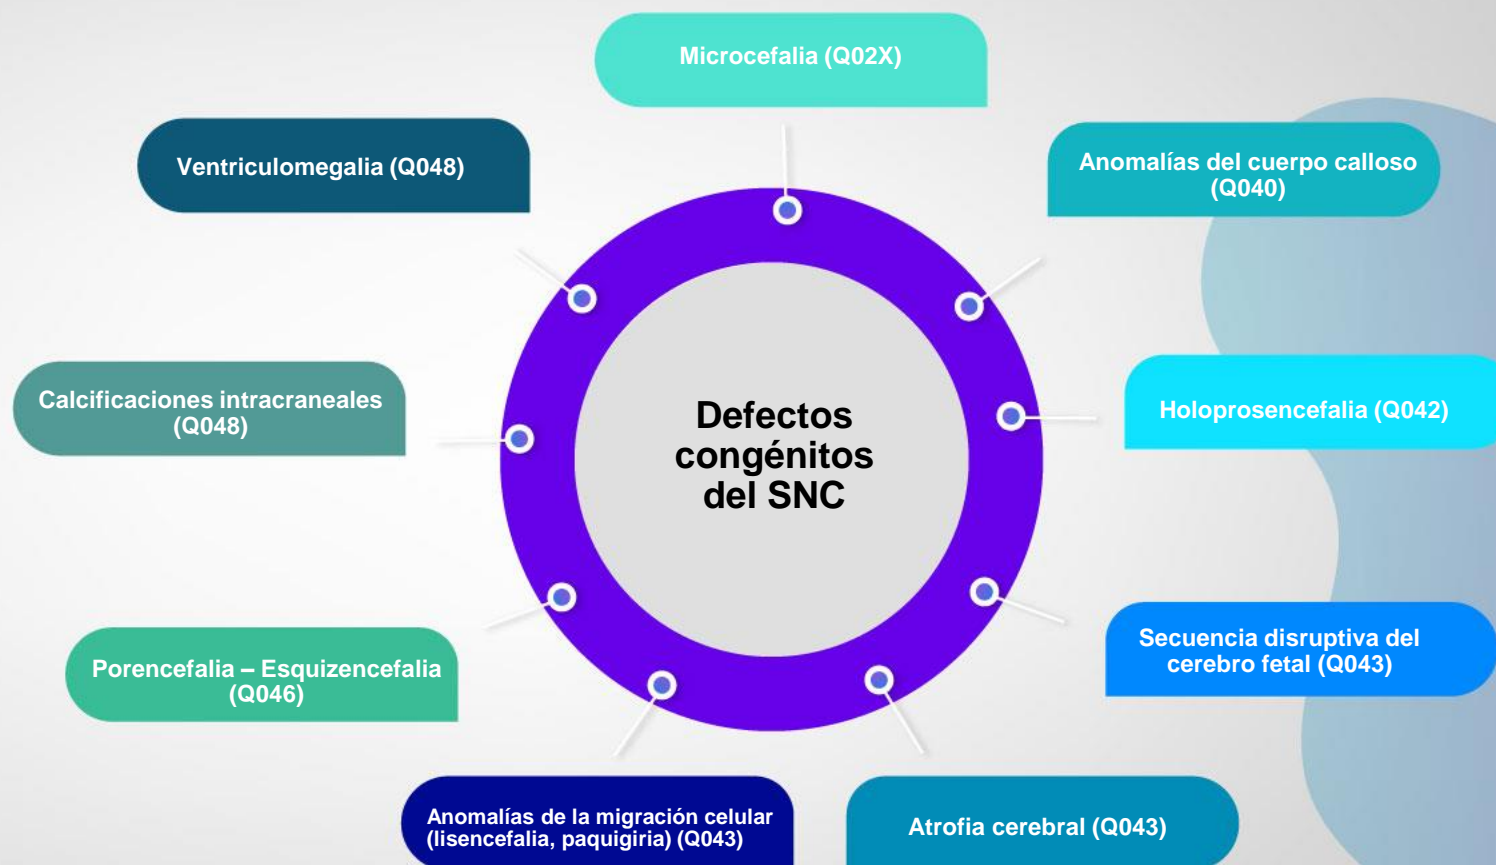 Microcefalia (Q02X)
Ventriculomegalia (Q048)
Anomalías del cuerpo calloso
(Q040)
Calcificaciones intracraneales
(Q048)
Defectos
congénitos
del SNC
Holoprosencefalia (Q042)
Porencefalia – Esquizencefalia
(Q046)
Secuencia disruptiva del
cerebro fetal (Q043)
Anomalías de la migración celular
(lisencefalia, paquigiria) (Q043)
Atrofia cerebral (Q043)